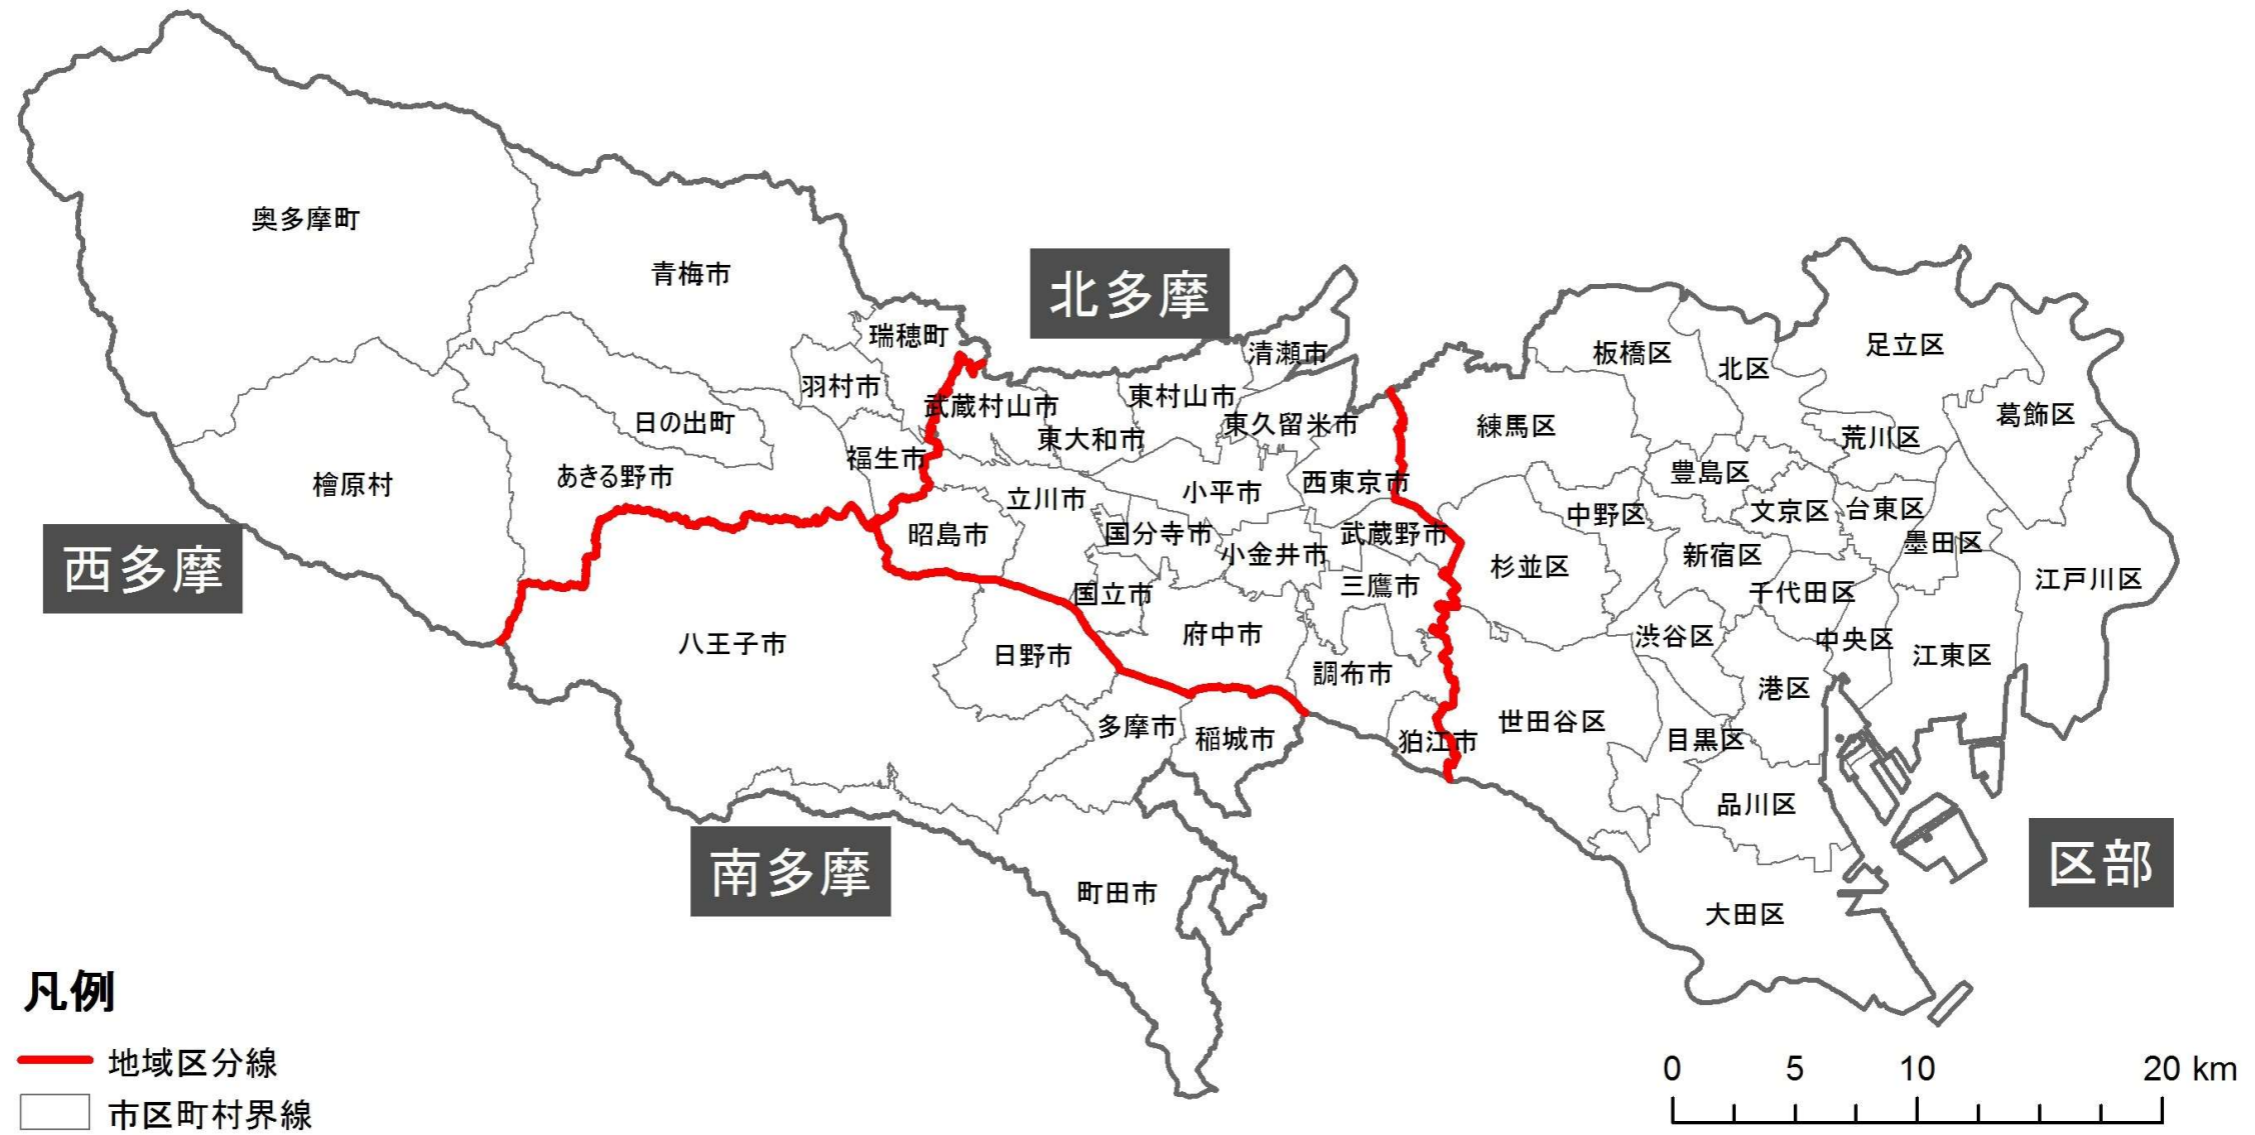 奥多摩町
青梅市
瑞穂町
羽村市
日の出町
福生市
あきる野市
檜原村
西多摩
北多摩
清瀬市
東村山市
武蔵村山市
東大和市
東久留米市
西東京市
小平市
立川市
昭島市
国分寺市
小金井市
武蔵野市
三鷹市
国立市
府中市
調布市
狛江市
八王子市
日野市
多摩市
稲城市
町田市
南多摩
足立区
板橋区
北区
葛飾区
練馬区
荒川区
豊島区
文京区
台東区
中野区
墨田区
新宿区
杉並区
千代田区
江戸川区
渋谷区
中央区
江東区
港区
世田谷区
目黒区
品川区
大田区
区部
凡例
地域区分線
市区町村界線
0 5 10 20 km